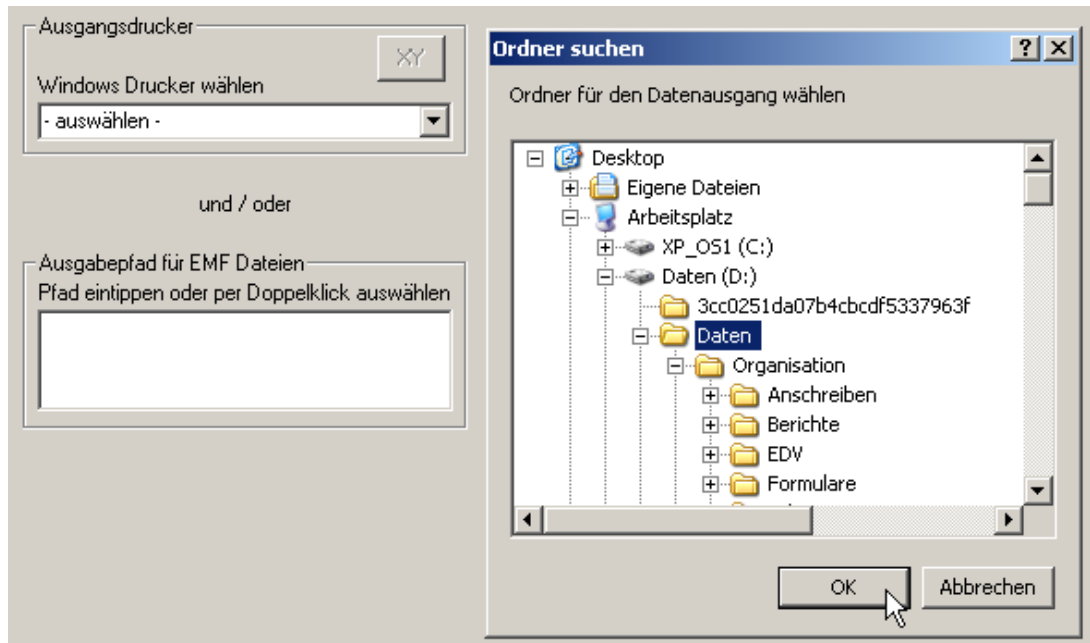 Ausgangsdrucker
XY
Windows Drucker wählen
- auswählen -
und / oder
Ausgabepfad für EMF Dateien
Pfad eintippen oder per Doppelklick auswählen
Ordner suchen
Ordner für den Datenausgang wählen
Desktop
Eigene Dateien
Arbeitsplatz
XP_OS1 (C:)
Daten (D:)
3cc0251da07b4cbcdf5337963f
Daten
Organisation
Anschreiben
Berichte
EDV
Formulare
OK
Abbrechen